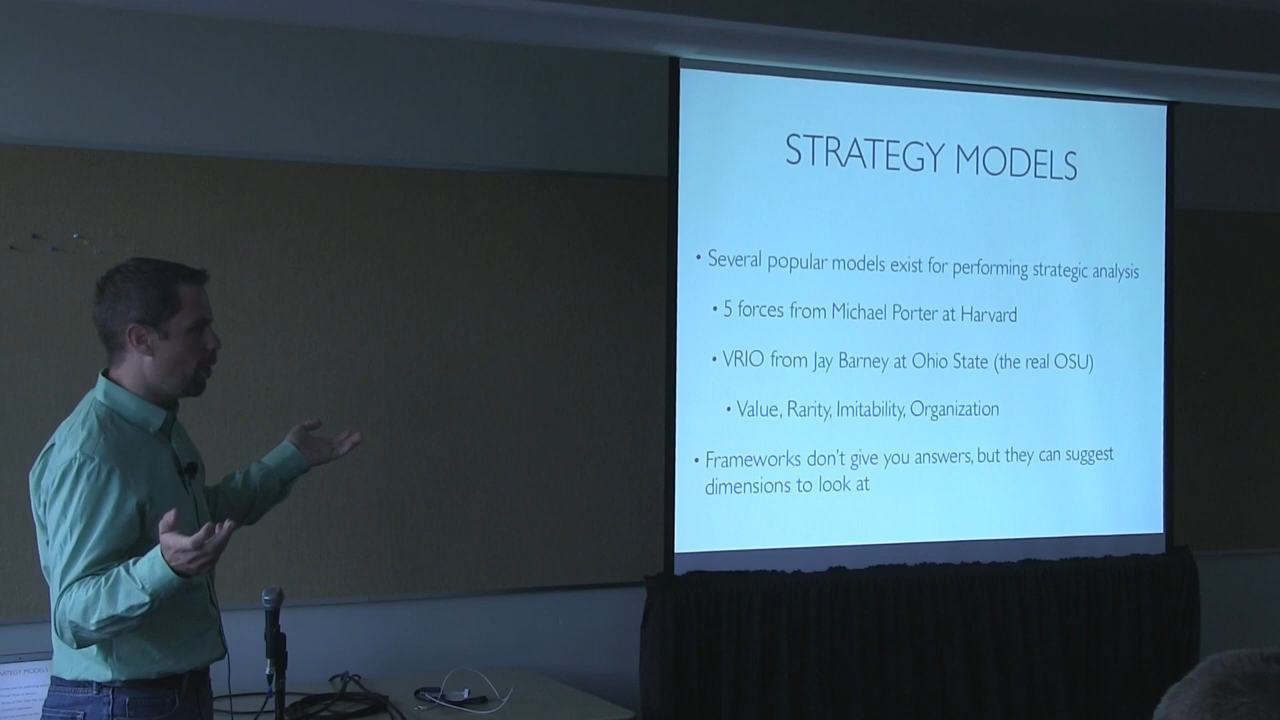 STRATEGY MODELS
• Several popular models exist for performing strategic analysis
• 5 forces from Michael Porter at Harvard
• VRIO from Jay Barney at Ohio State (the real OSU)
• Value, Rarity, Imitability, Organization
• Frameworks don't give you answers, but they can suggest
dimensions to look at